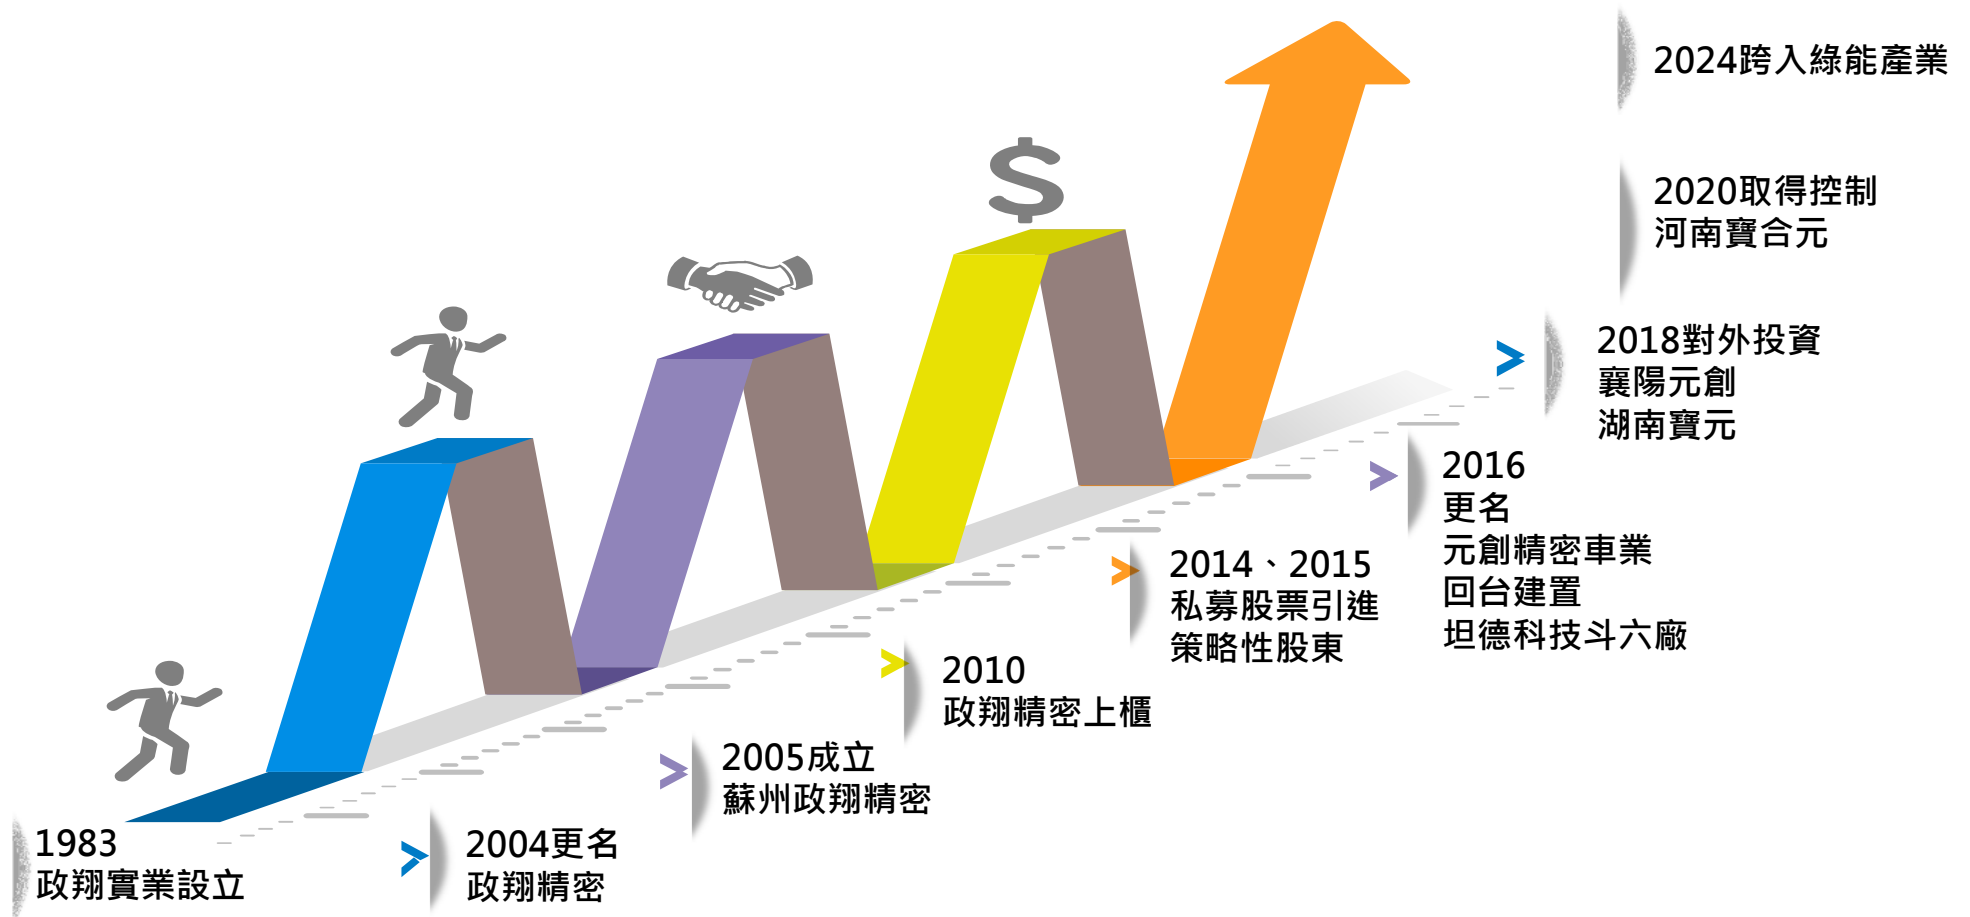 1983
政翔實業設立
2004更名
政翔精密
2005成立
蘇州政翔精密
2010
政翔精密上櫃
2014、2015
私募股票引進
策略性股東
2016
更名
元創精密車業
回台建置
坦德科技斗六廠
2018對外投資
襄陽元創
湖南寶元
2020取得控制
河南寶合元
2024跨入綠能產業
$